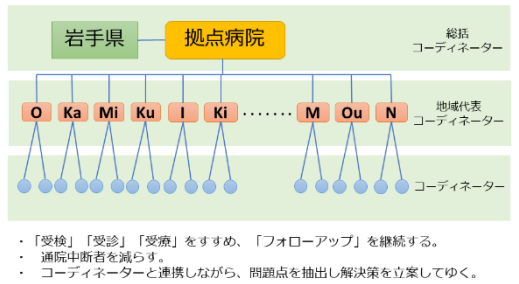 岩手県 拠点病院 総括
コーディネーター
O Ka Mi Ku I Ki ······· M Ou N 地域代表
コーディネーター
コーディネーター
・「受検」「受診」「受療」をすすめ、「フォローアップ」を継続する。
・ 通院中断者を減らす。
・ コーディネーターと連携しながら、問題点を抽出し解決策を立案してゆく。